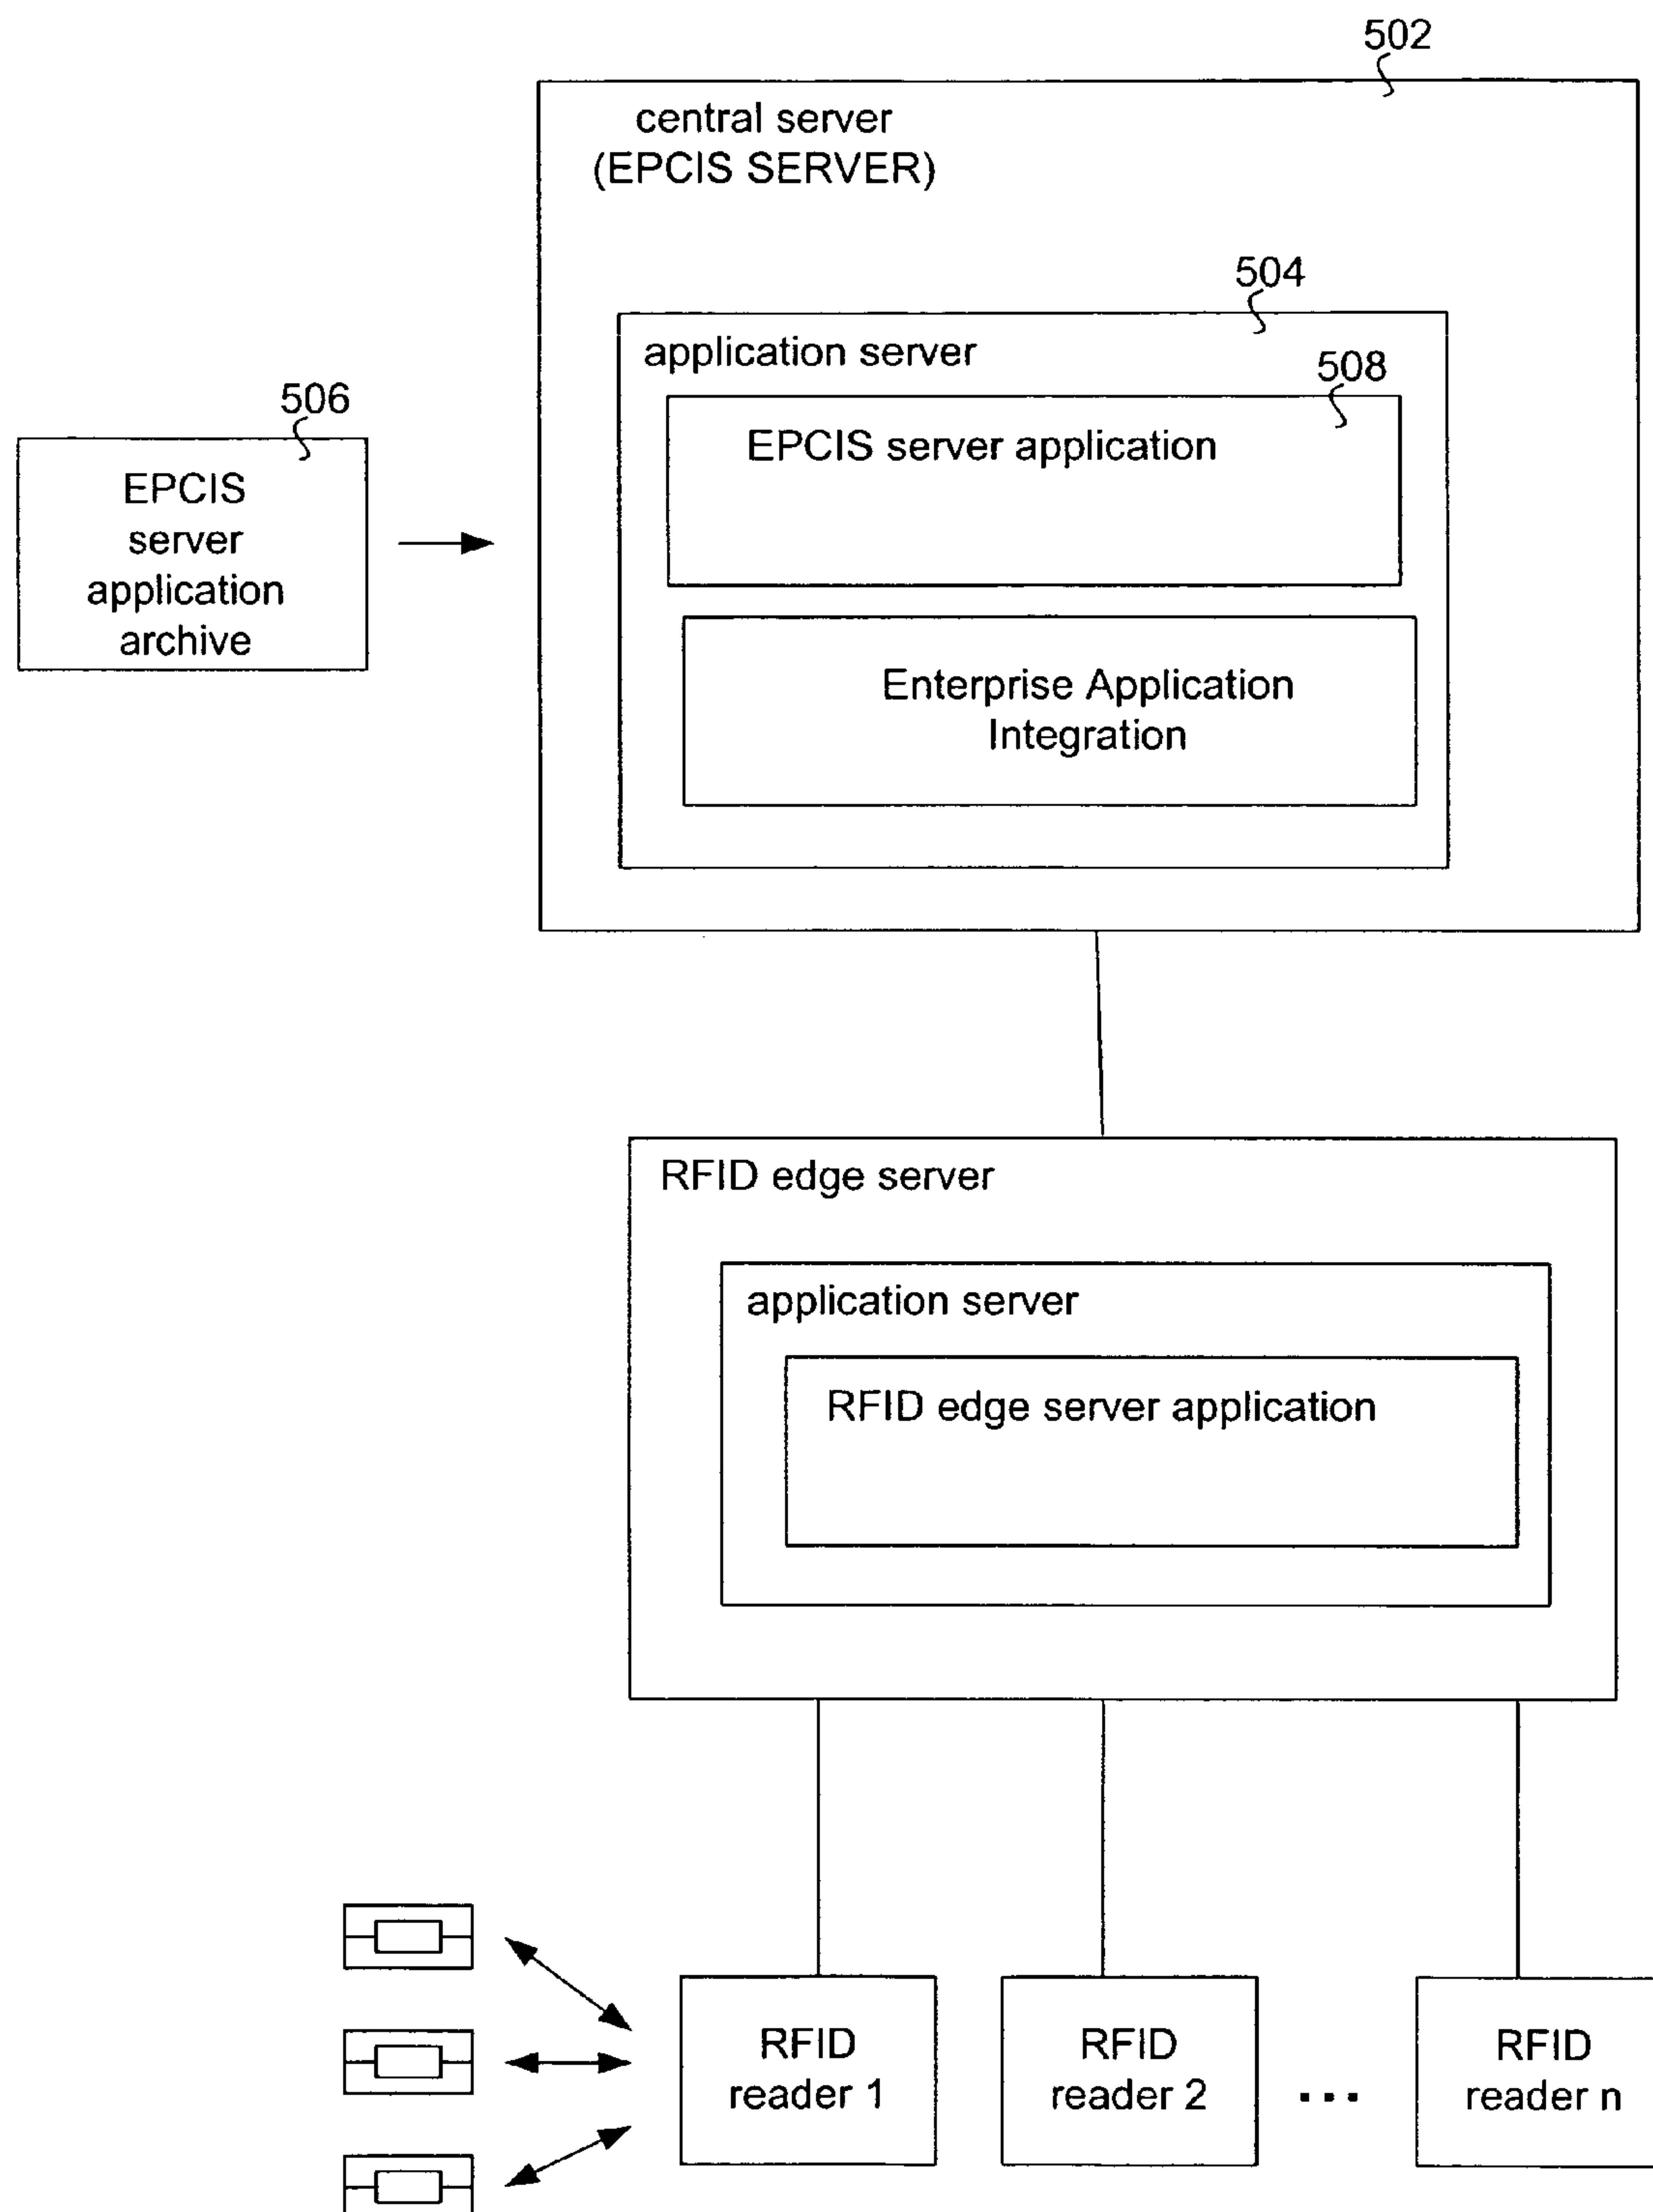 502
central server
(EPCIS SERVER)
504
application server
508
EPCIS server application
506
EPCIS
server
application
archive
Enterprise Application
Integration
RFID edge server
application server
RFID edge server application
RFID
reader 1
RFID
reader 2
...
RFID
reader n